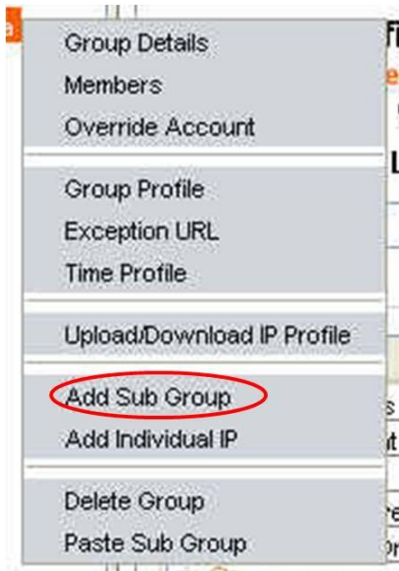 Group Details
Members
Override Account
Group Profile
Exception URL
Time Profile
Upload/Download IP Profile
Add Sub Group
Add Individual IP
Delete Group
Paste Sub Group